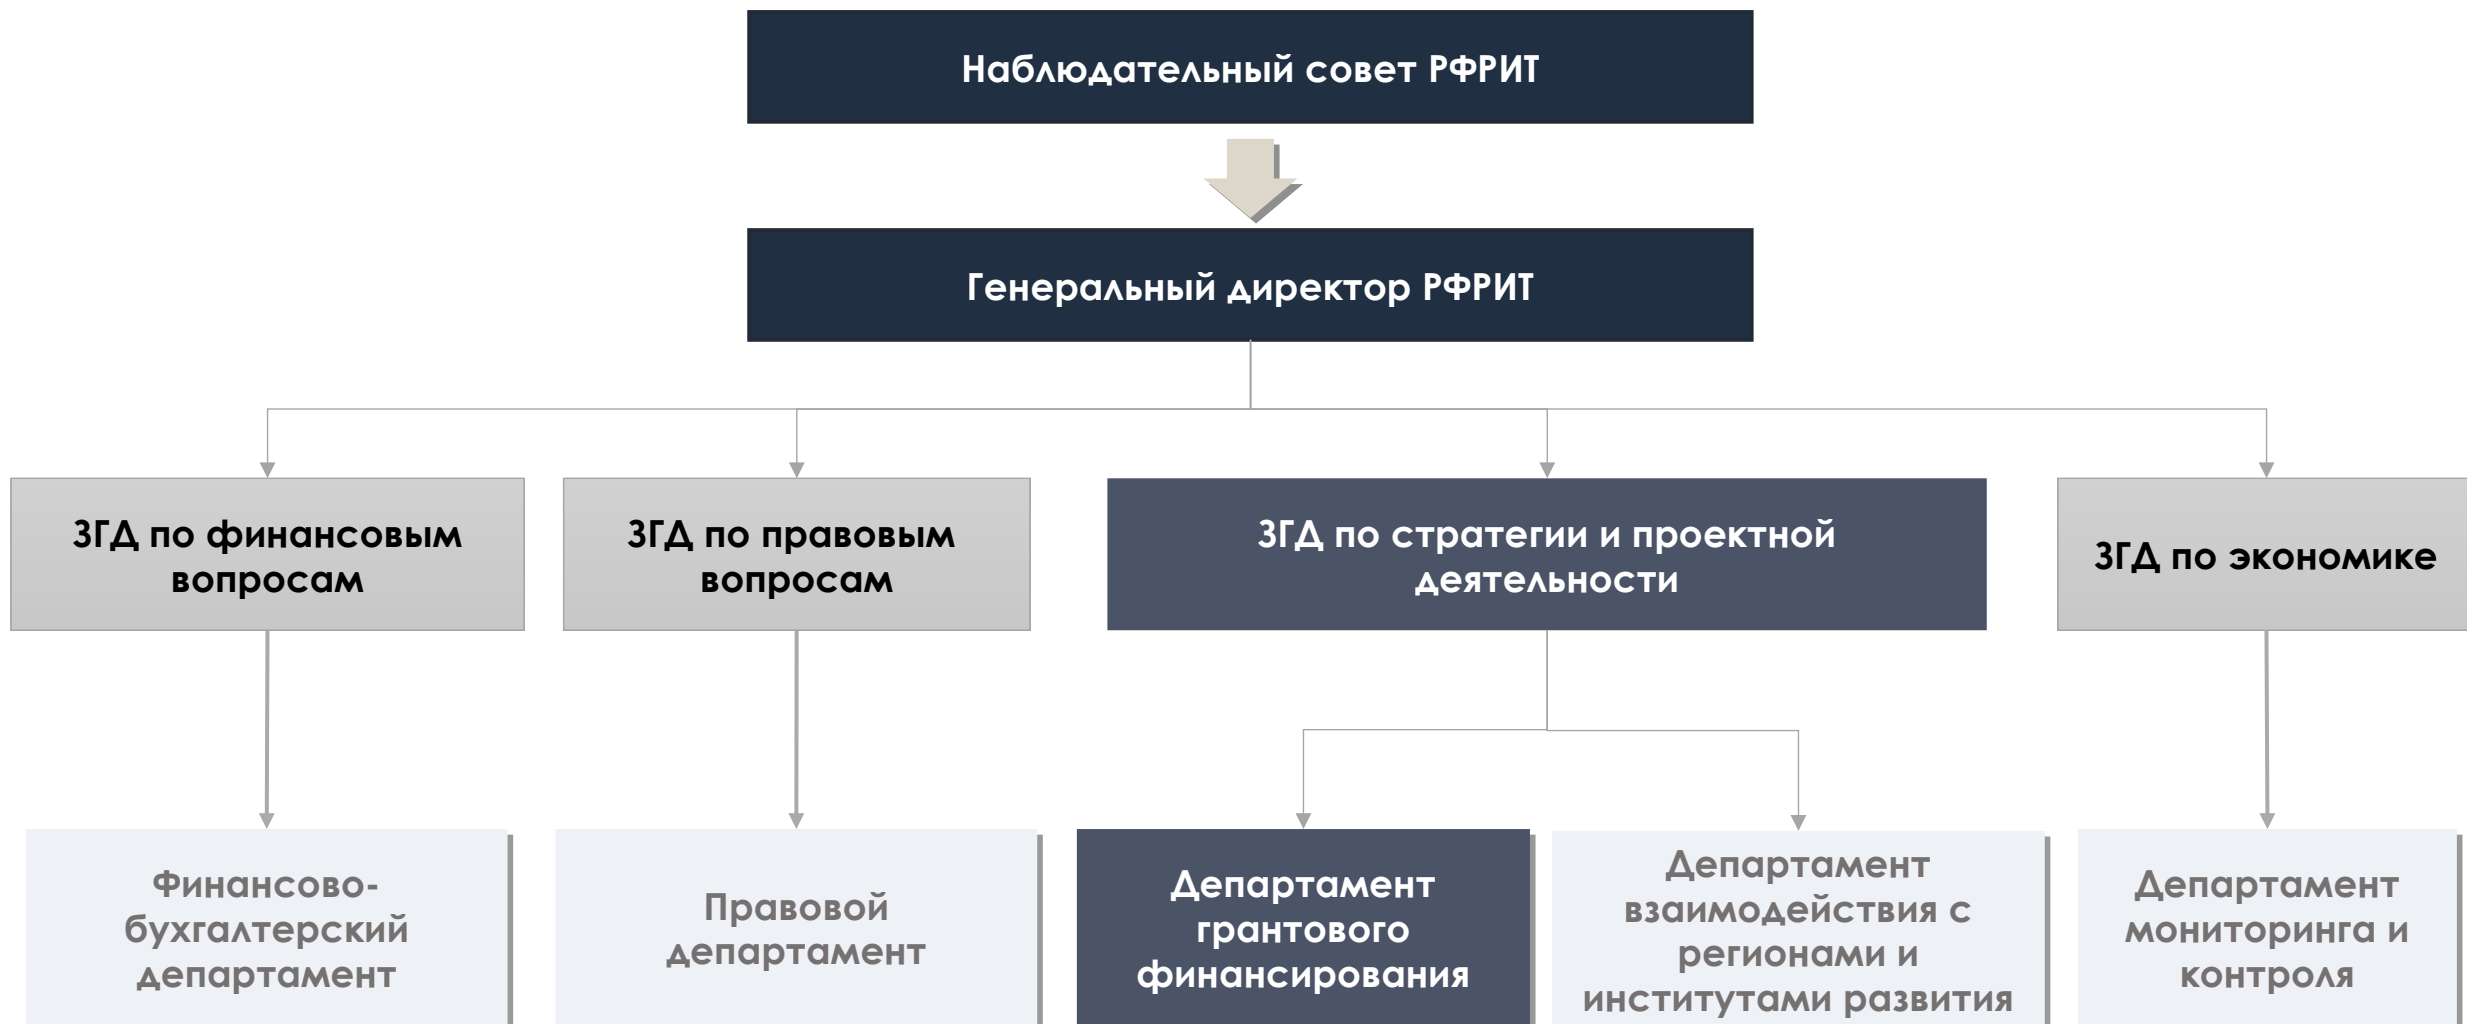 Наблюдательный совет РФРИТ
Генеральный директор РФРИТ
ЗГД по финансовым
вопросам
ЗГД по правовым
вопросам
ЗГД по стратегии и проектной
деятельности
ЗГД по экономике
Финансово-
бухгалтерский
департамент
Правовой
департамент
Департамент
грантового
финансирования
Департамент
взаимодействия с
регионами и
институтами развития
Департамент
мониторинга и
контроля